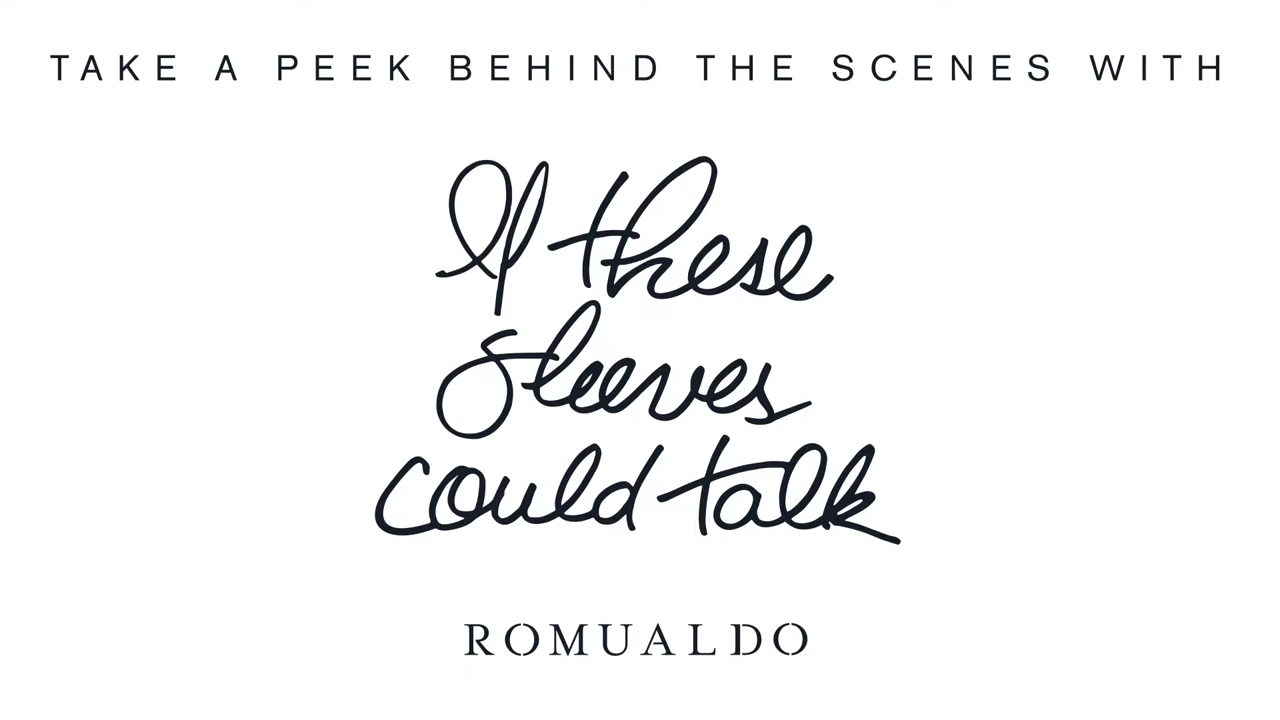 TAKE A PEEK BEHIND THE SCENES WITH
If these
sleeves
could talk
ROMUALDO